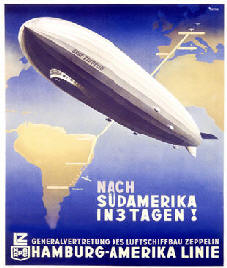 NACH
SÜDAMERIKA
IN 3 TAGEN!
GENERALVERTRETUNG DES LUFTSCHIFFBAU ZEPPELIN
HAMBURG-AMERIKA LINIE